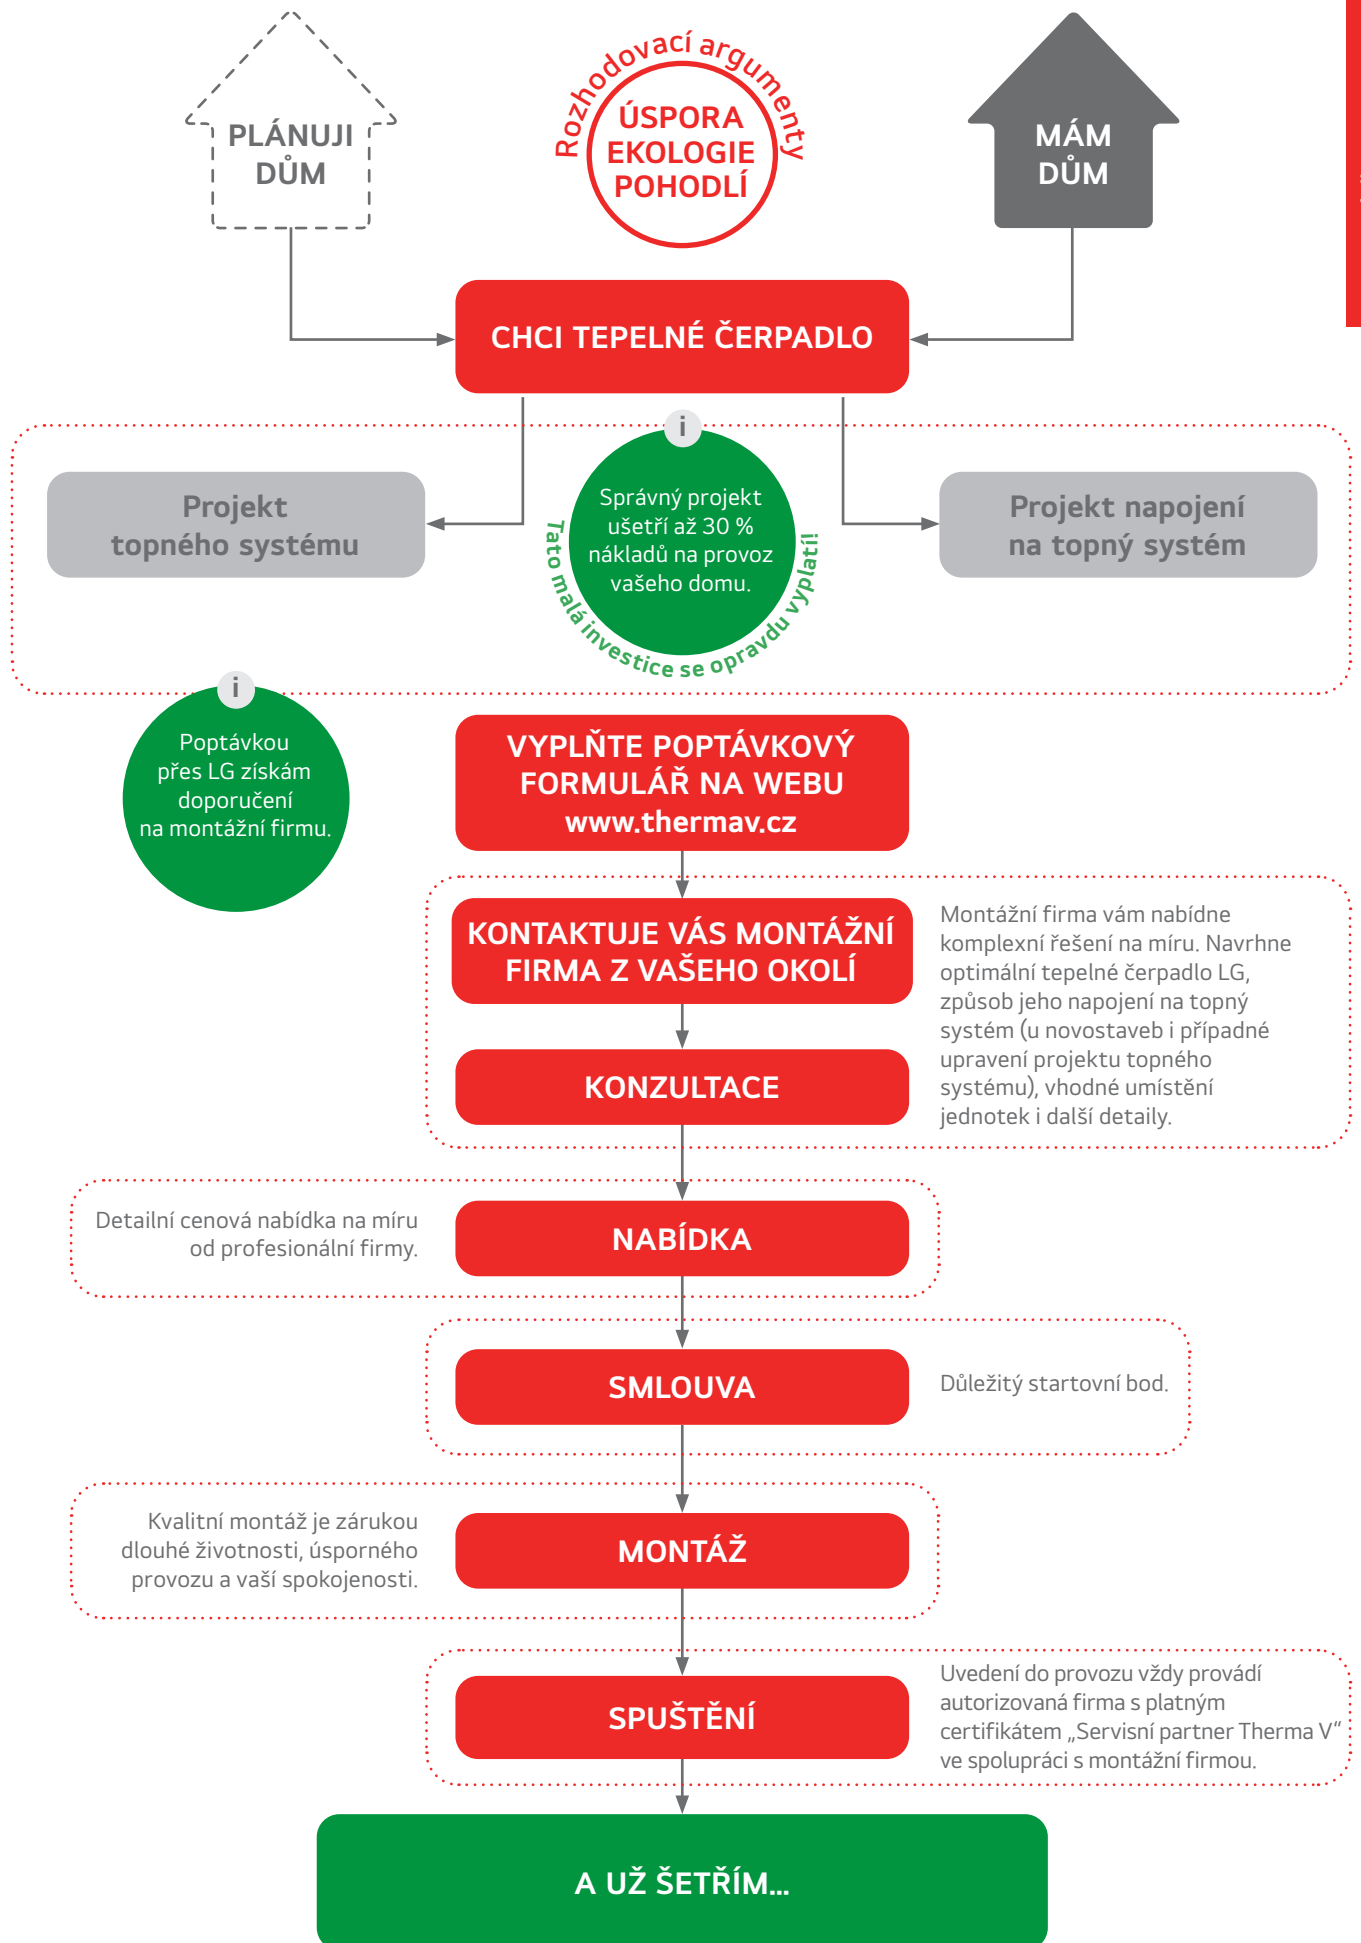 PLÁNUJI
DŮM
Rozhodovací argumenty
ÚSPORA
EKOLOGIE
POHODLÍ
MÁM
DŮM
CHCI TEPELNÉ ČERPADLO
Projekt
topného systému
i
Správný projekt
ušetří až 30 %
nákladů na provoz
vašeho domu.
Tato malá investice se opravdu vyplatí!
Projekt napojení
na topný systém
i
Poptávkou
přes LG získám
doporučení
na montážní firmu.
VYPLŇTE POPTÁVKOVÝ
FORMULÁŘ NA WEBU
www.thermav.cz
KONTAKTUJE VÁS MONTÁŽNÍ
FIRMA Z VAŠEHO OKOLÍ
KONZULTACE
Montážní firma vám nabídne
komplexní řešení na míru. Navrhne
optimální tepelné čerpadlo LG,
způsob jeho napojení na topný
systém (u novostaveb i případné
upravení projektu topného
systému), vhodné umístění
jednotek i další detaily.
Detailní cenová nabídka na míru
od profesionální firmy.
NABÍDKA
SMLOUVA
Důležitý startovní bod.
Kvalitní montáž je zárukou
dlouhé životnosti, úsporného
provozu a vaší spokojenosti.
MONTÁŽ
SPUŠTĚNÍ
Uvedení do provozu vždy provádí
autorizovaná firma s platným
certifikátem „Servisní partner Therma V“
ve spolupráci s montážní firmou.
A UŽ ŠETŘÍM...